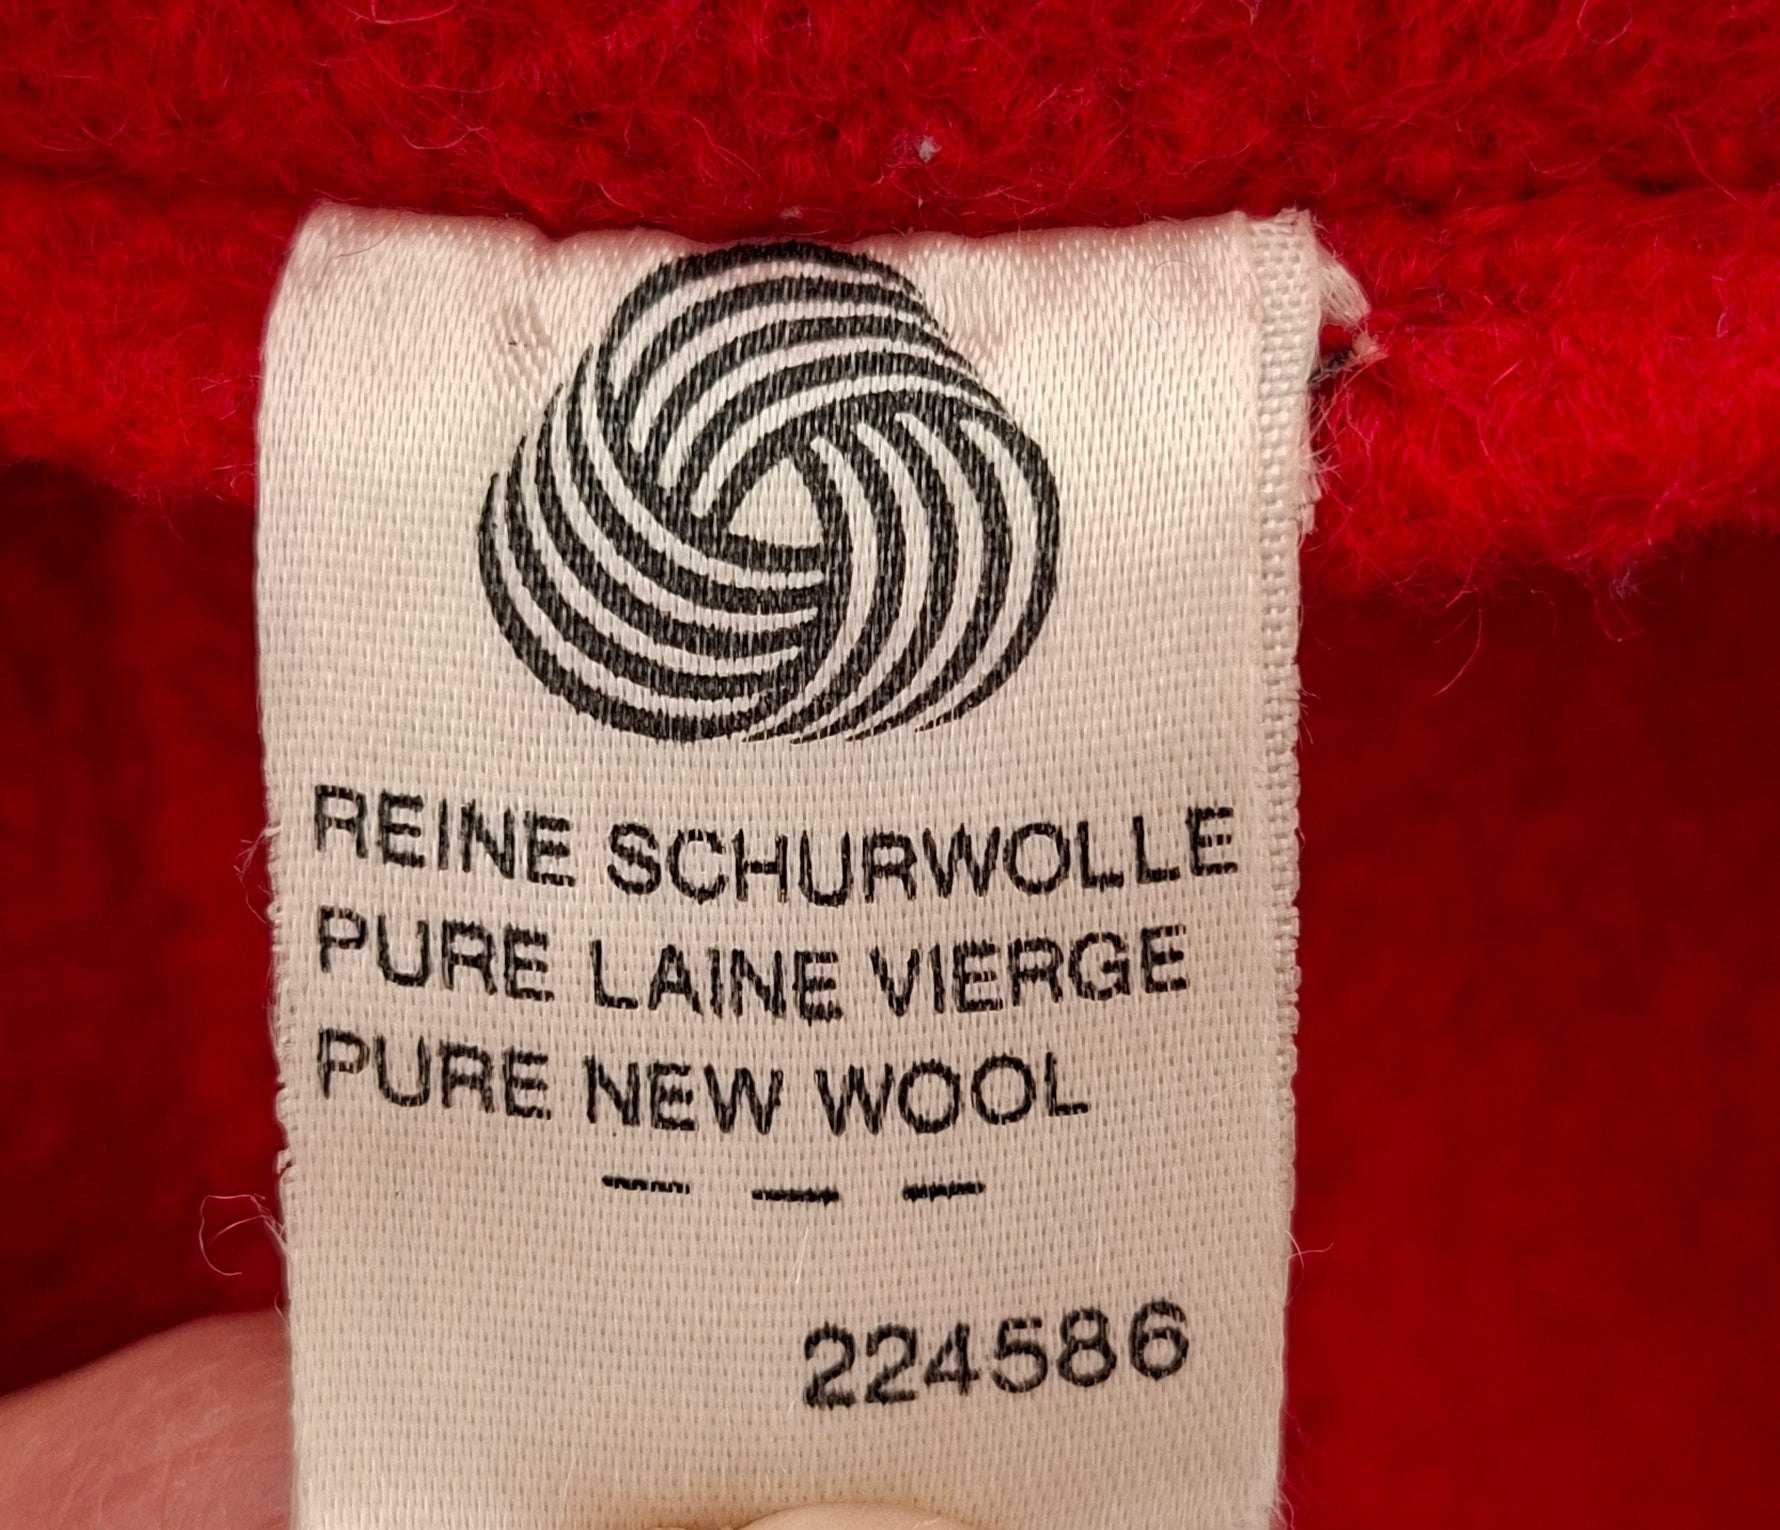 REINE SCHURWOLLE
PURE LAINE VIERGE
PURE NEW WOOL
— — —
224586